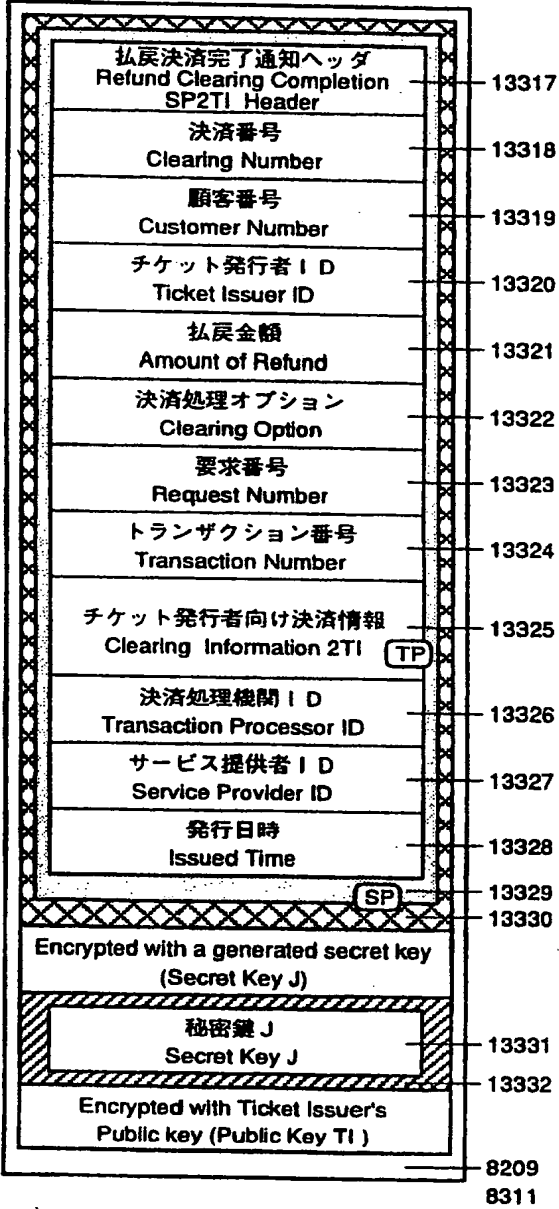 払戻決済完了通知ヘッダ
Refund Clearing Completion
SP2TI Header
13317
決済番号
Clearing Number
13318
顧客番号
Customer Number
13319
チケット発行者ID
Ticket Issuer ID
13320
払戻金額
Amount of Refund
13321
決済処理オプション
Clearing Option
13322
要求番号
Request Number
13323
トランザクション番号
Transaction Number
13324
チケット発行者向け決済情報
Clearing Information 2TI
TP
13325
決済処理機関ID
Transaction Processor ID
13326
サービス提供者ID
Service Provider ID
13327
発行日時
Issued Time
13328
SP
13329
13330
Encrypted with a generated secret key
(Secret Key J)
秘密鍵J
Secret Key J
13331
13332
Encrypted with Ticket Issuer's
Public key (Public Key TI )
8209
8311